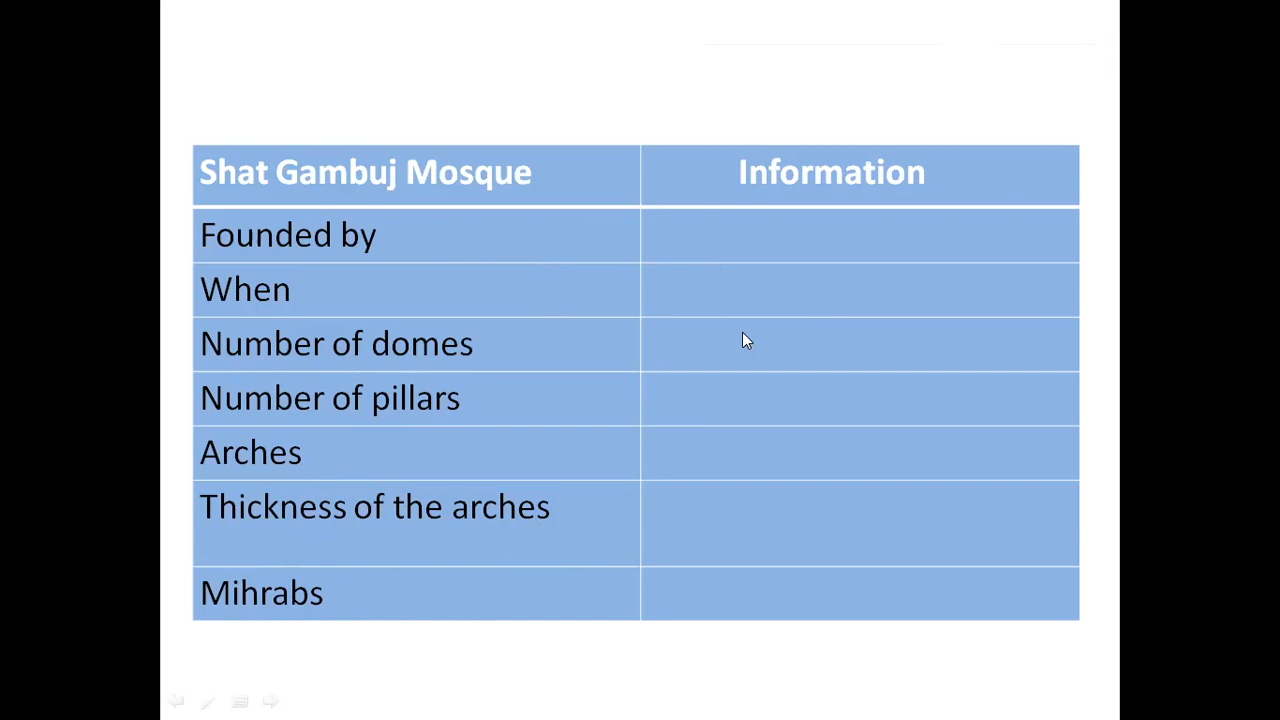 Shat Gambuj Mosque Information
Founded by
When
Number of domes
Number of pillars
Arches
Thickness of the arches
Mihrabs